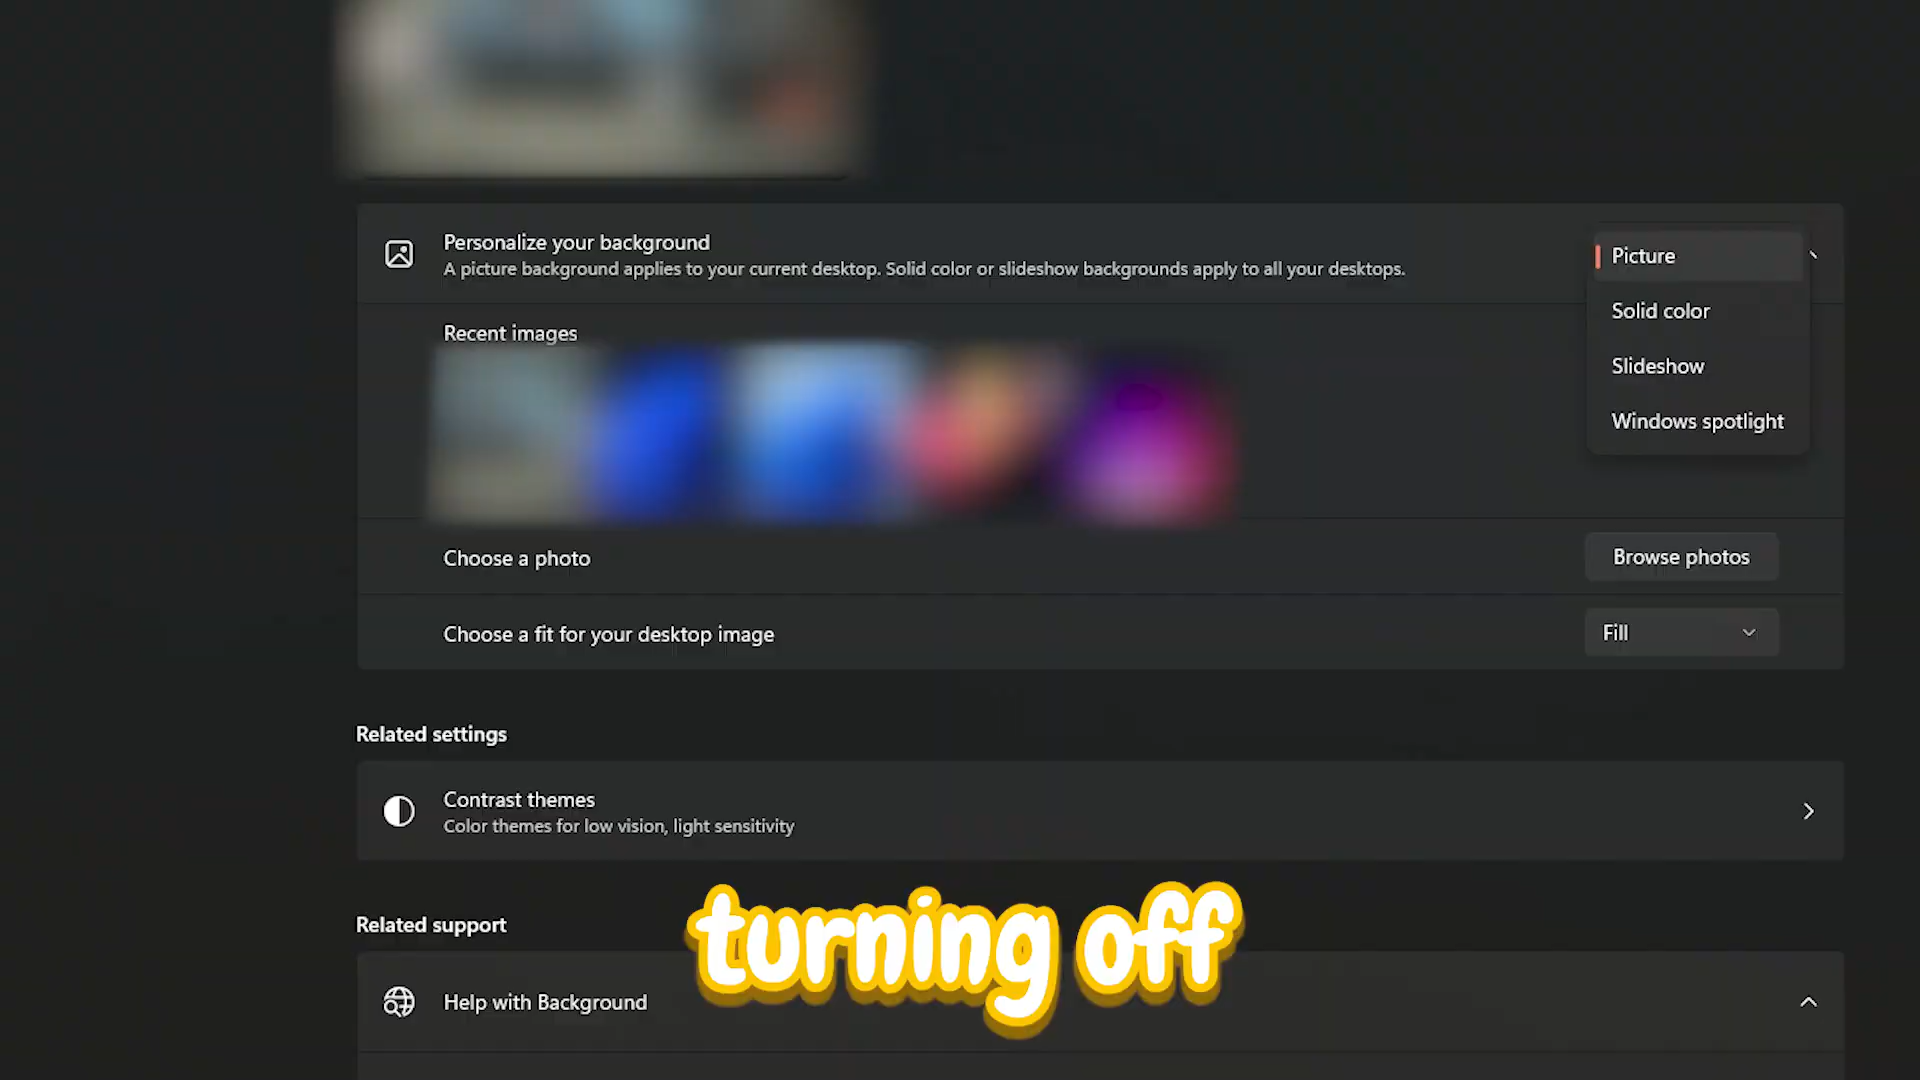 Personalize your background
A picture background applies to your current desktop. Solid color or slideshow backgrounds apply to all your desktops.
Picture
Solid color
Slideshow
Windows spotlight
Recent images
Choose a photo
Browse photos
Choose a fit for your desktop image
Fill
Related settings
Contrast themes
Color themes for low vision, light sensitivity
Related support
turning off
Help with Background